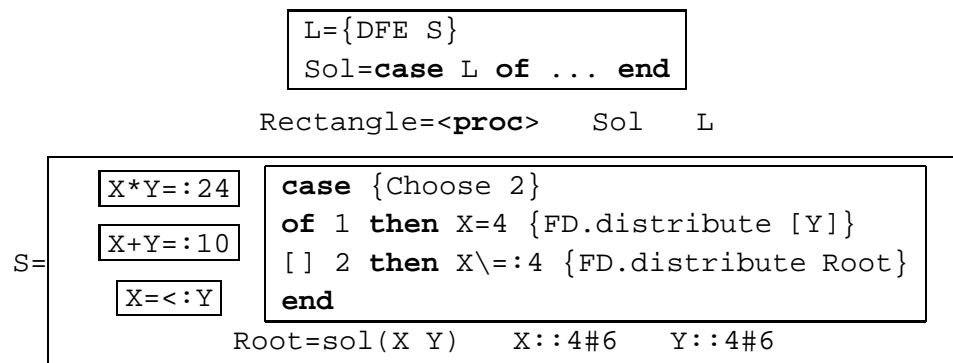 L={DFE S}
Sol=case L of ... end
Rectangle=<proc> Sol L
S=
X*Y=:24
X+Y=:10
X=<:Y
case {Choose 2}
of 1 then X=4 {FD.distribute [Y]}
[] 2 then X\=:4 {FD.distribute Root}
end
Root=sol(X Y) X::4#6 Y::4#6